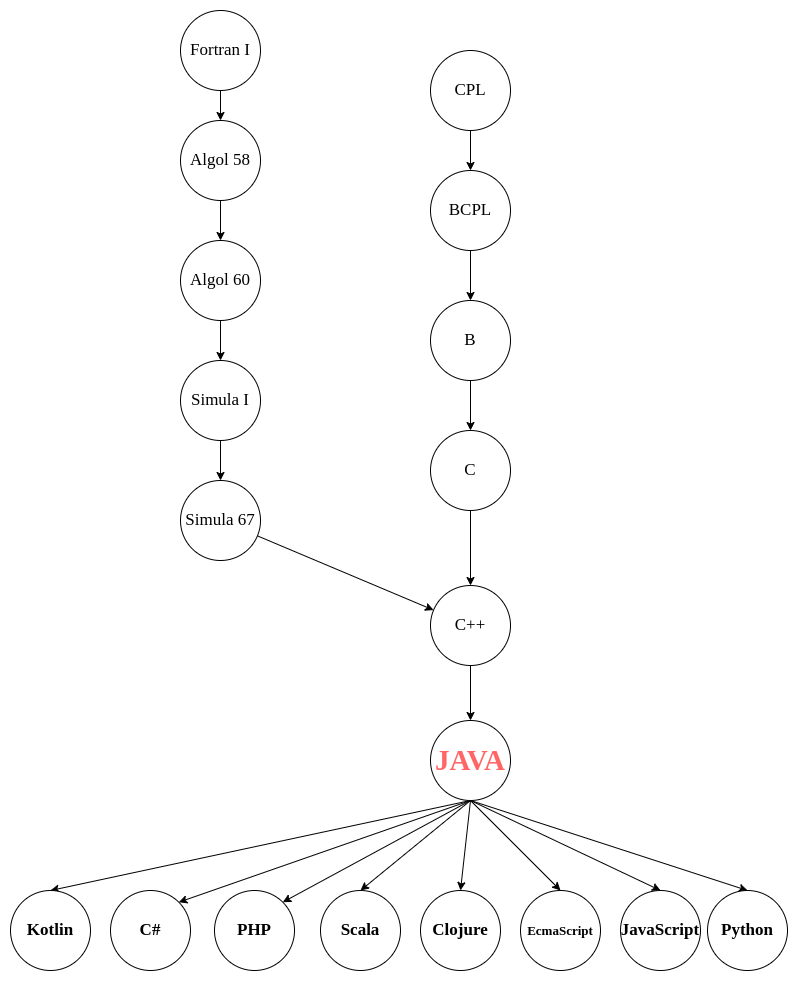 Fortran I
CPL
Algol 58
BCPL
Algol 60
B
Simula I
C
Simula 67
C++
JAVA
Kotlin
C#
PHP
Scala
Clojure
EcmaScript
JavaScript
Python